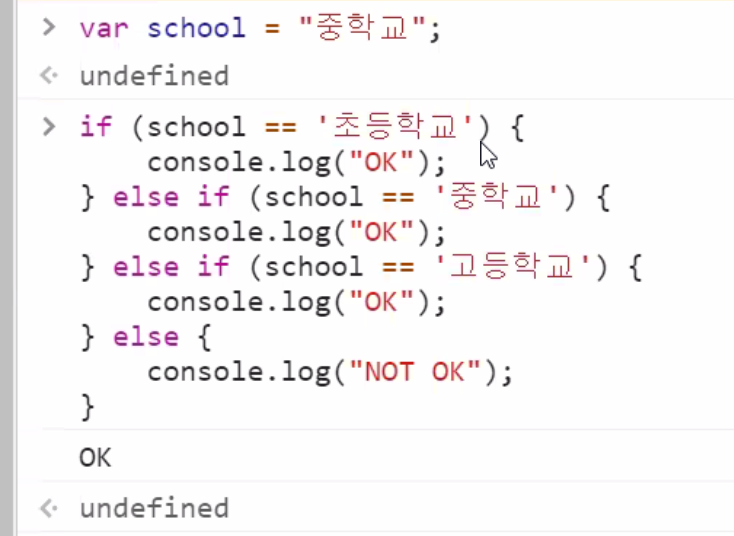 > var school = "중학교";
<· undefined
> if (school == '초등학교') {
    console.log("OK");
} else if (school == '중학교') {
    console.log("OK");
} else if (school == '고등학교') {
    console.log("OK");
} else {
    console.log("NOT OK");
}
OK
<· undefined